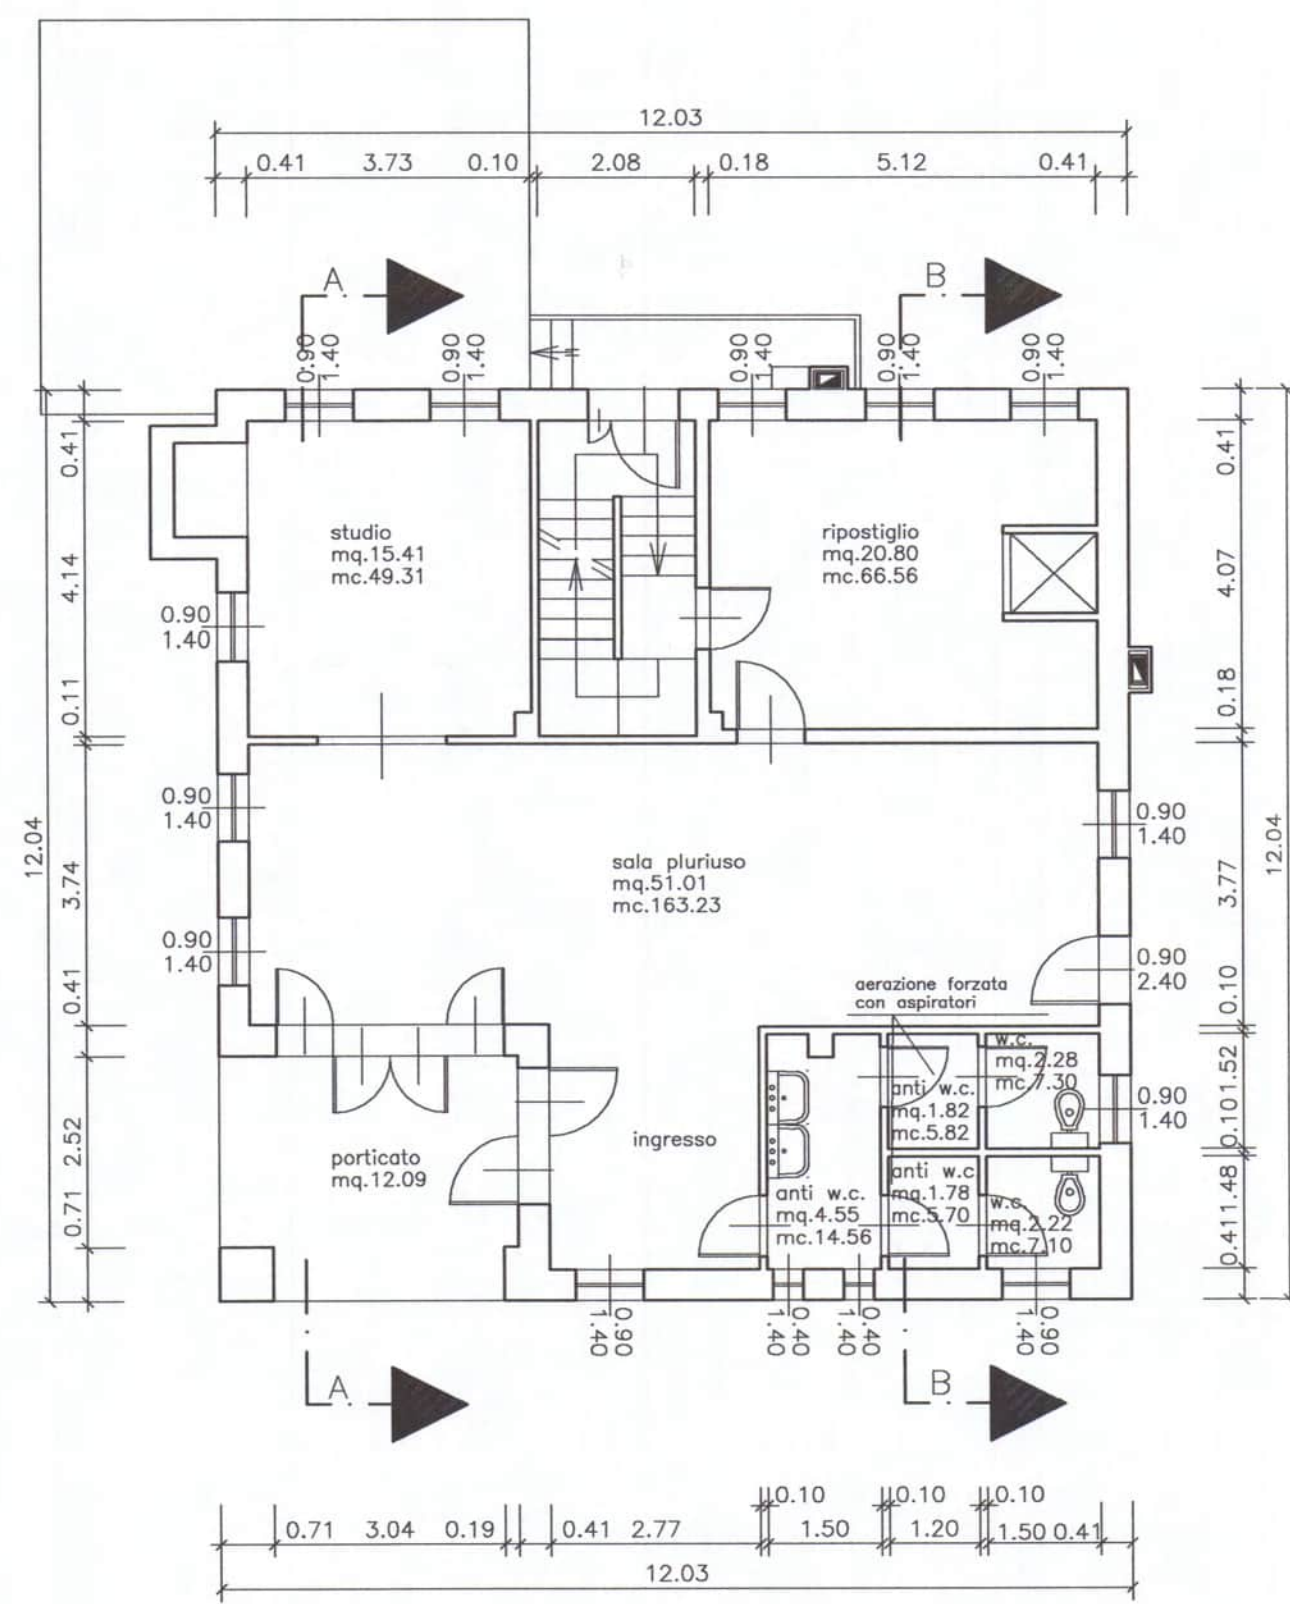 12.03
0.41 3.73 0.10 2.08 0.18 5.12 0.41
A
B
0.90
1.40
0.90
1.40
0.90
1.40
0.90
1.40
0.90
1.40
0.41
4.14
0.11
3.74
0.41
2.52
0.71
12.04
studio
mq.15.41
mc.49.31
ripostiglio
mq.20.80
mc.66.56
0.90
1.40
0.90
1.40
0.90
1.40
sala pluriuso
mq.51.01
mc.163.23
0.90
1.40
0.90
2.40
0.90
1.40
0.41
4.07
0.18
3.77
0.10
1.52
0.10
1.48
0.41
12.04
aerazione forzata
con aspiratori
w.c.
mq.2.28
mc.7.30
anti w.c.
mq.1.82
mc.5.82
ingresso
porticato
mq.12.09
anti w.c.
mq.4.55
mc.14.56
anti w.c
mq.1.78
mc.5.70
w.c.
mq.2.22
mc.7.10
0.90
1.40
0.40
1.40
0.40
1.40
0.90
1.40
A
B
0.10 0.10 0.10
0.71 3.04 0.19 0.41 2.77 1.50 1.20 1.50 0.41
12.03